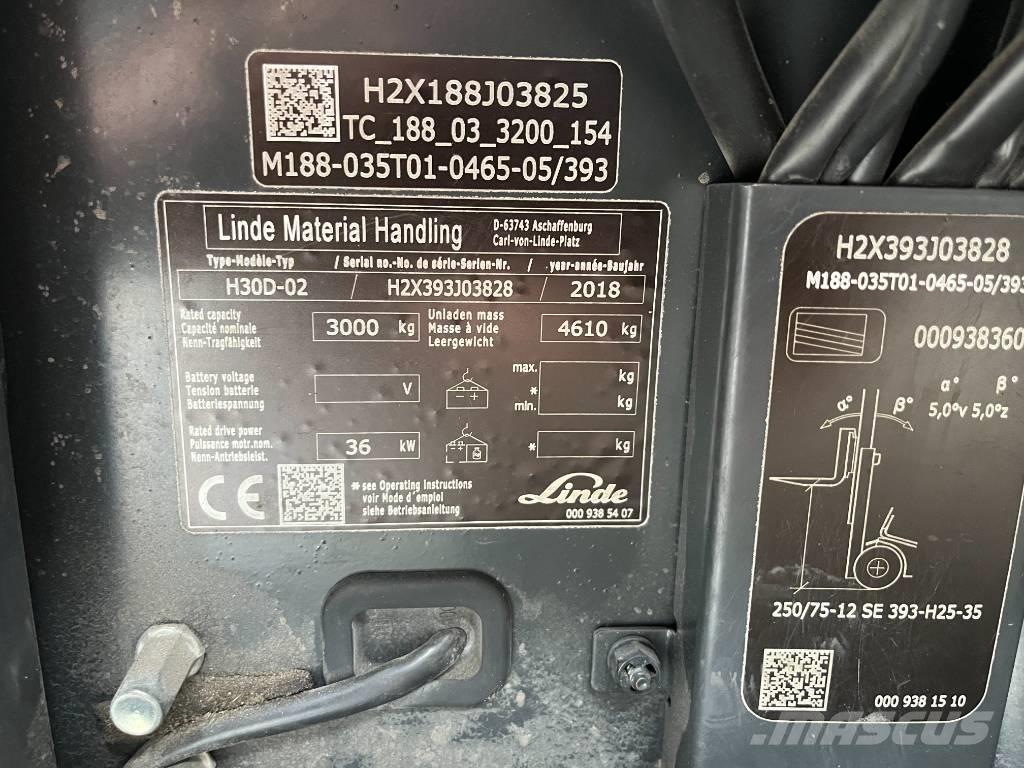 H2X188J03825
TC_188_03_3200_154
M188-035T01-0465-05/393
Linde Material Handling
D-63743 Aschaffenburg
Carl-von-Linde-Platz
Type-Modèle-Typ / Serial no.-No. de série-Serien-Nr. / year-année-Baujahr
H30D-02 / H2X393J03828 / 2018
Rated capacity
Capacité nominale
Nenn-Tragfähigkeit
3000 kg
Unladen mass
Masse à vide
Leergewicht
4610 kg
Battery voltage
Tension batterie
Batteriespannung
V
max. kg
*
min. kg
Rated drive power
Puissance motr.nom.
Nenn-Antriebsleist.
36 kW
* kg
CE
* see Operating Instructions
voir Mode d'emploi
siehe Betriebsanleitung
Linde
000 938 54 07
H2X393J03828
M188-035T01-0465-05/393
000938360
α° β°
5,0°v 5,0°z
α° β°
250/75-12 SE 393-H25-35
000 938 15 10
MASCUS